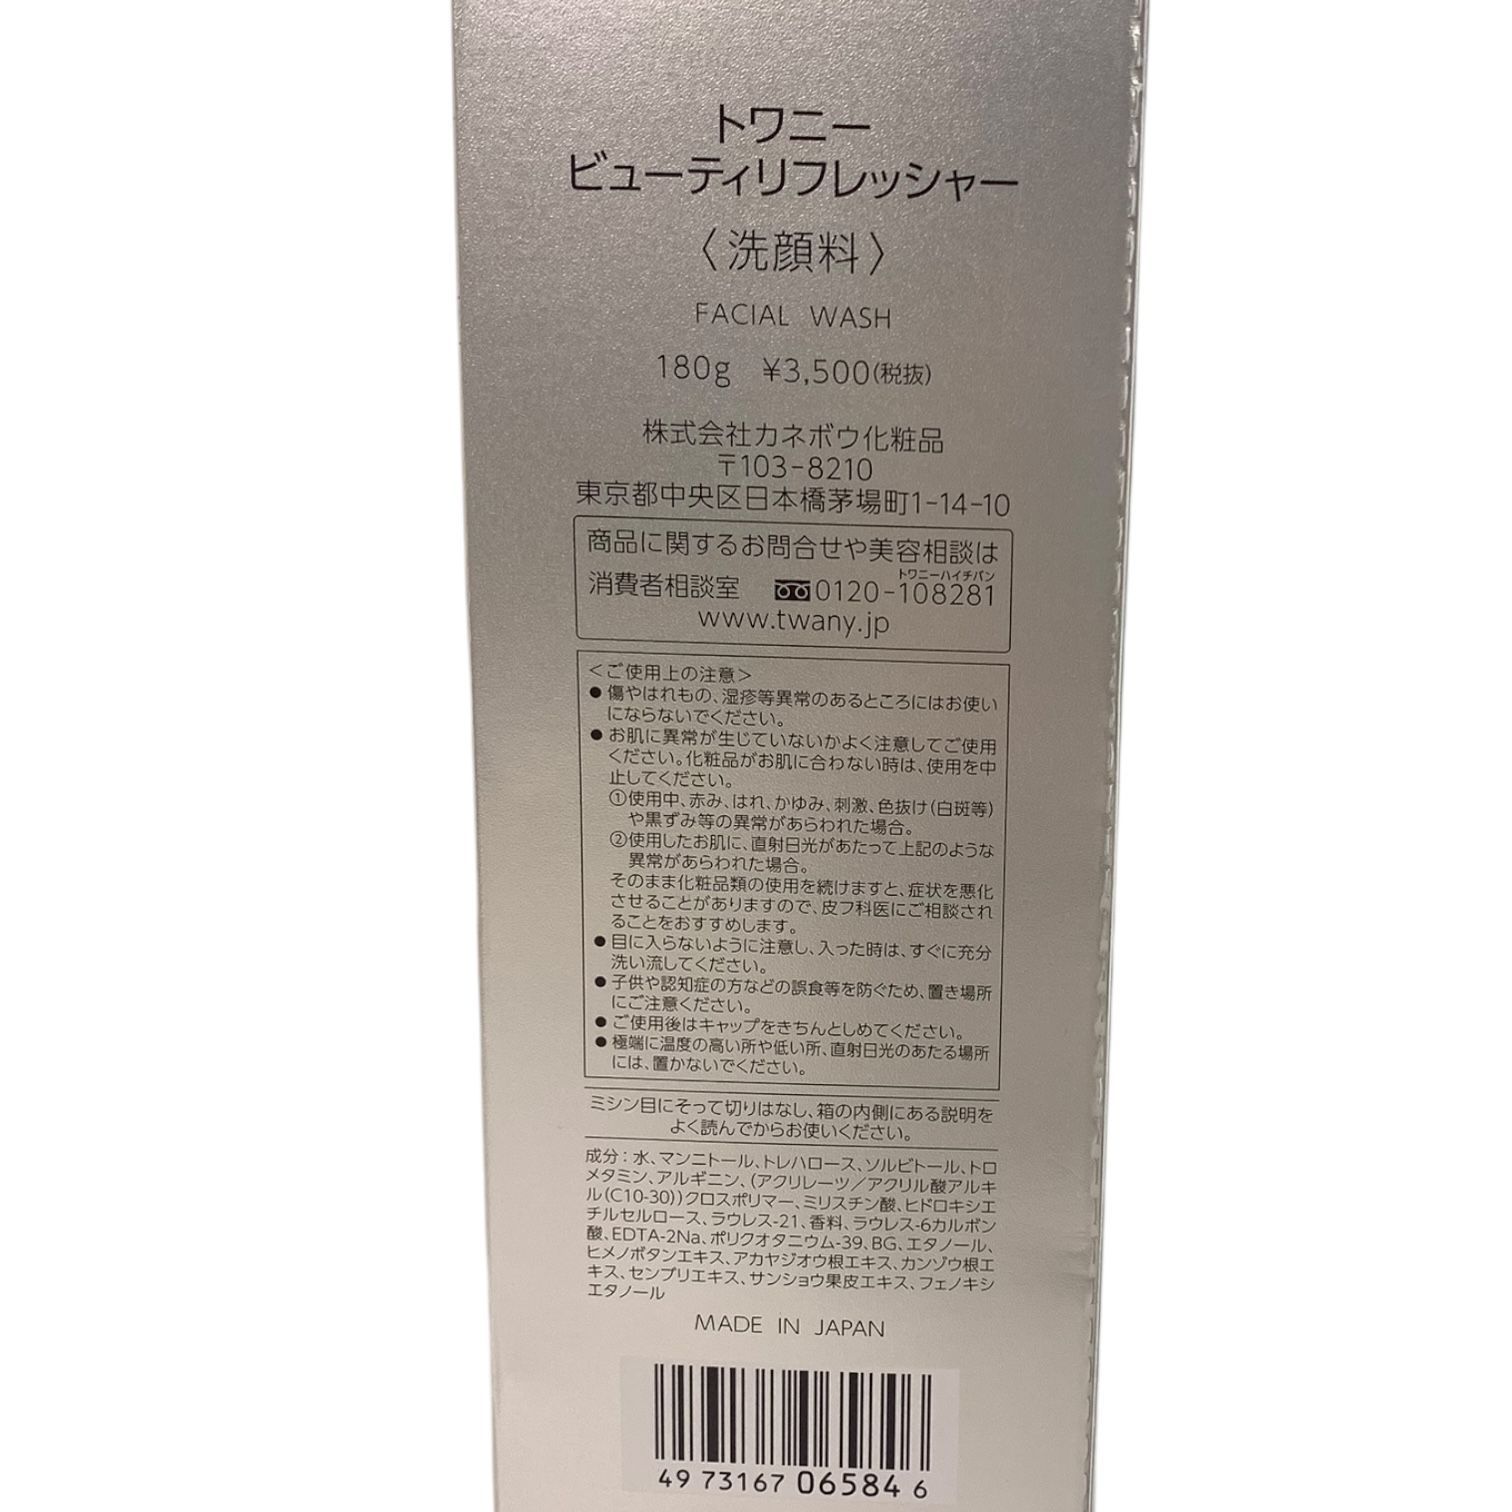 トワニー
ビューティリフレッシャー
〈洗顔料〉
FACIAL WASH
180g ¥3,500(税抜)
株式会社カネボウ化粧品
〒103-8210
東京都中央区日本橋茅場町1-14-10
商品に関するお問合せや美容相談は
トワニーハイチバン
消費者相談室 0120-108281
www.twany.jp
<ご使用上の注意>
●傷やはれもの、湿疹等異常のあるところにはお使い
にならないでください。
●お肌に異常が生じていないかよく注意してご使用
ください。化粧品がお肌に合わない時は、使用を中
止してください。
①使用中、赤み、はれ、かゆみ、刺激、色抜け(白斑等)
や黒ずみ等の異常があらわれた場合。
②使用したお肌に、直射日光があたって上記のような
異常があらわれた場合。
そのまま化粧品類の使用を続けますと、症状を悪化
させることがありますので、皮フ科医にご相談され
ることをおすすめします。
●目に入らないように注意し、入った時は、すぐに充分
洗い流してください。
●子供や認知症の方などの誤食等を防ぐため、置き場所
にご注意ください。
●ご使用後はキャップをきちんとしめてください。
●極端に温度の高い所や低い所、直射日光のあたる場所
には、置かないでください。
ミシン目にそって切りはなし、箱の内側にある説明を
よく読んでからお使いください。
成分：水、マンニトール、トレハロース、ソルビトール、トロ
メタミン、アルギニン、(アクリレーツ／アクリル酸アルキ
ル(C10-30))クロスポリマー、ミリスチン酸、ヒドロキシエ
チルセルロース、ラウレス-21、香料、ラウレス-6カルボン
酸、EDTA-2Na、ポリクオタニウム-39、BG、エタノール、
ヒメノボタンエキス、アカヤジオウ根エキス、カンゾウ根エ
キス、センブリエキス、サンショウ果皮エキス、フェノキシ
エタノール
MADE IN JAPAN
49 73167 06584 6